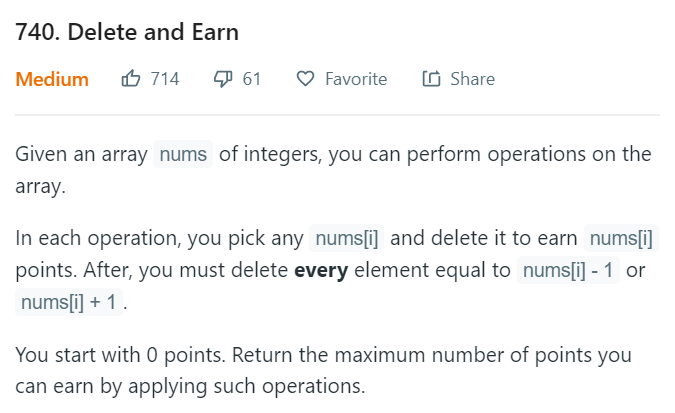 740. Delete and Earn
Medium 714 61 Favorite Share
Given an array nums of integers, you can perform operations on the
array.
In each operation, you pick any nums[i] and delete it to earn nums[i]
points. After, you must delete every element equal to nums[i] - 1 or
nums[i] + 1 .
You start with 0 points. Return the maximum number of points you
can earn by applying such operations.